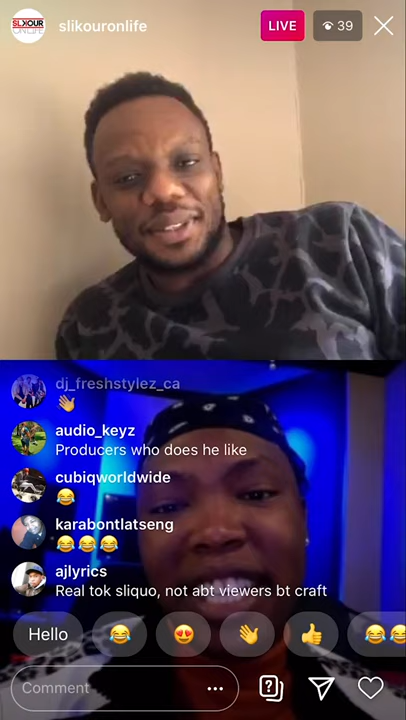 SLIKOUR
ONLIFE
slikouronlife
LIVE
39
dj_freshstylez_ca
audio_keyz
Producers who does he like
cubiqworldwide
karabontlatseng
ajlyrics
Real tok sliquo, not abt viewers bt craft
Hello
Comment